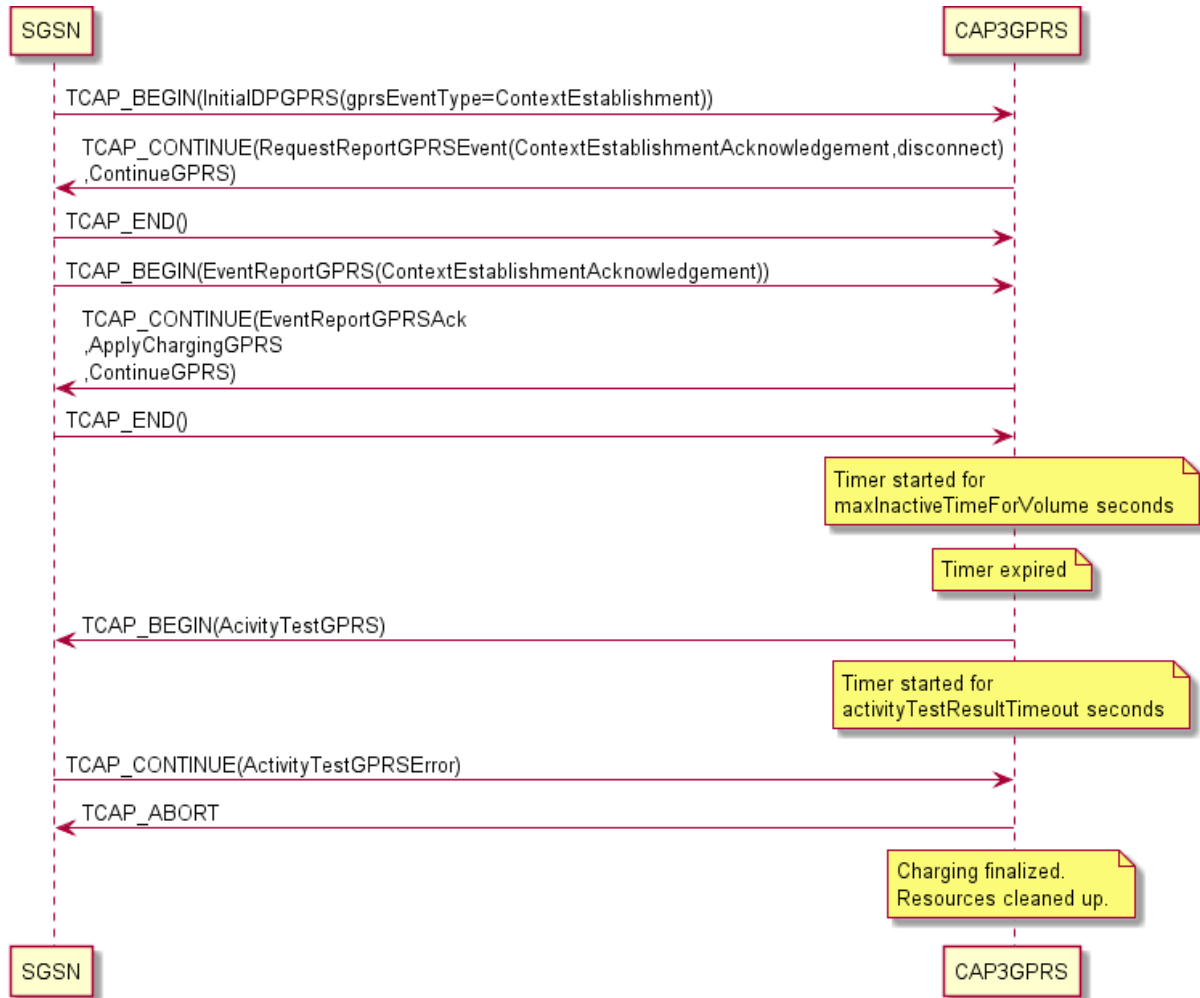 SGSN
CAP3GPRS
TCAP_BEGIN(InitialDPGPRS(gprsEventType=ContextEstablishment))
TCAP_CONTINUE(RequestReportGPRSEvent(ContextEstablishmentAcknowledgement,disconnect)
,ContinueGPRS)
TCAP_END()
TCAP_BEGIN(EventReportGPRS(ContextEstablishmentAcknowledgement))
TCAP_CONTINUE(EventReportGPRSAck
,ApplyChargingGPRS
,ContinueGPRS)
TCAP_END()
Timer started for
maxInactiveTimeForVolume seconds
Timer expired
TCAP_BEGIN(AcivityTestGPRS)
Timer started for
activityTestResultTimeout seconds
TCAP_CONTINUE(ActivityTestGPRSError)
TCAP_ABORT
Charging finalized.
Resources cleaned up.
SGSN
CAP3GPRS